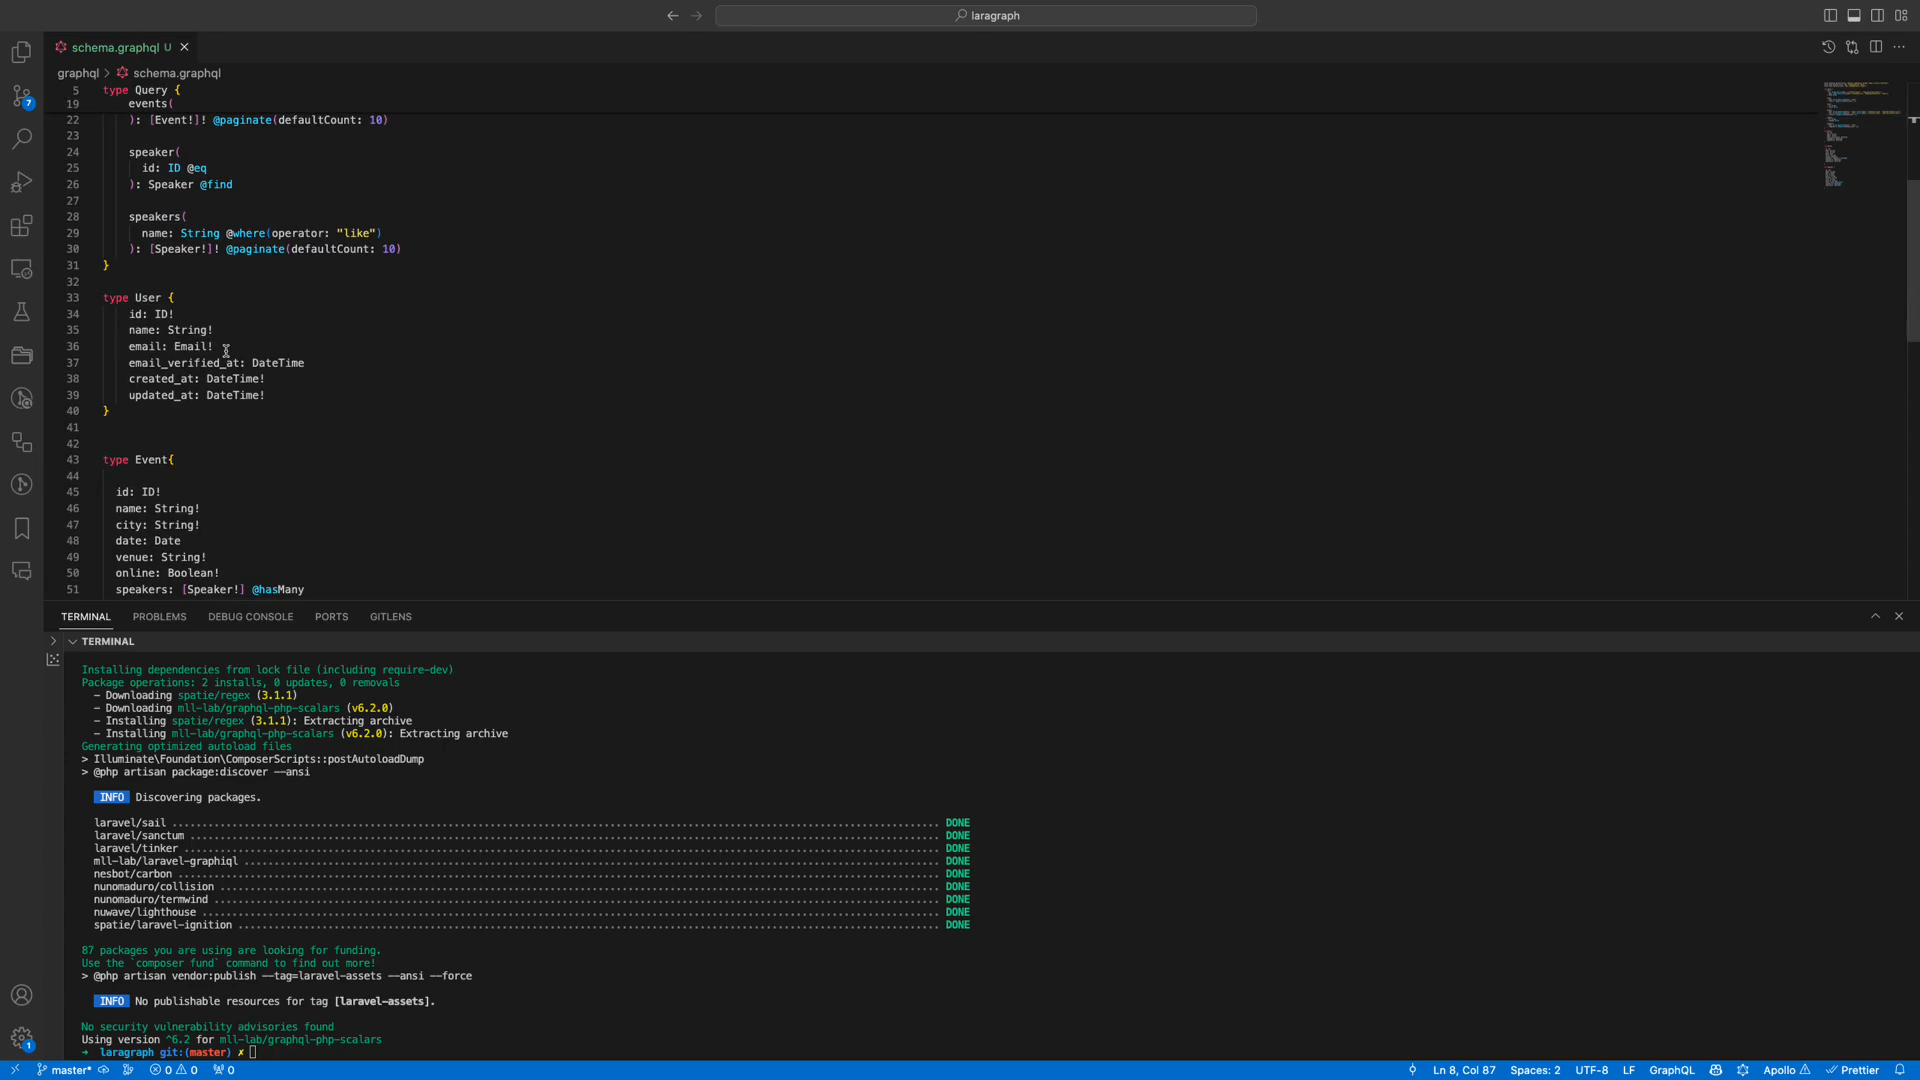 laragraph
schema.graphql U
graphql > schema.graphql
5 type Query {
19 events(
22 ): [Event!]! @paginate(defaultCount: 10)
23
24 speaker(
25 id: ID @eq
26 ): Speaker @find
27
28 speakers(
29 name: String @where(operator: "like")
30 ): [Speaker!]! @paginate(defaultCount: 10)
31 }
32
33 type User {
34 id: ID!
35 name: String!
36 email: Email!
37 email_verified_at: DateTime
38 created_at: DateTime!
39 updated_at: DateTime!
40 }
41
42
43 type Event{
44
45 id: ID!
46 name: String!
47 city: String!
48 date: Date
49 venue: String!
50 online: Boolean!
51 speakers: [Speaker!] @hasMany
TERMINAL PROBLEMS DEBUG CONSOLE PORTS GITLENS
TERMINAL
Installing dependencies from lock file (including require-dev)
Package operations: 2 installs, 0 updates, 0 removals
- Downloading spatie/regex (3.1.1)
- Downloading mll-lab/graphql-php-scalars (v6.2.0)
- Installing spatie/regex (3.1.1): Extracting archive
- Installing mll-lab/graphql-php-scalars (v6.2.0): Extracting archive
Generating optimized autoload files
> Illuminate\Foundation\ComposerScripts::postAutoloadDump
> @php artisan package:discover --ansi
INFO Discovering packages.
laravel/sail ........ DONE
laravel/sanctum ........ DONE
laravel/tinker ........ DONE
mll-lab/laravel-graphiql ........ DONE
nesbot/carbon ........ DONE
nunomaduro/collision ........ DONE
nunomaduro/termwind ........ DONE
nuwave/lighthouse ........ DONE
spatie/laravel-ignition ........ DONE
87 packages you are using are looking for funding.
Use the `composer fund` command to find out more!
> @php artisan vendor:publish --tag=laravel-assets --ansi --force
INFO No publishable resources for tag [laravel-assets].
No security vulnerability advisories found
Using version ^6.2 for mll-lab/graphql-php-scalars
➜ laragraph git:(master) ✗
7
1
master* 0 0 0 Ln 8, Col 87 Spaces: 2 UTF-8 LF GraphQL Apollo Prettier